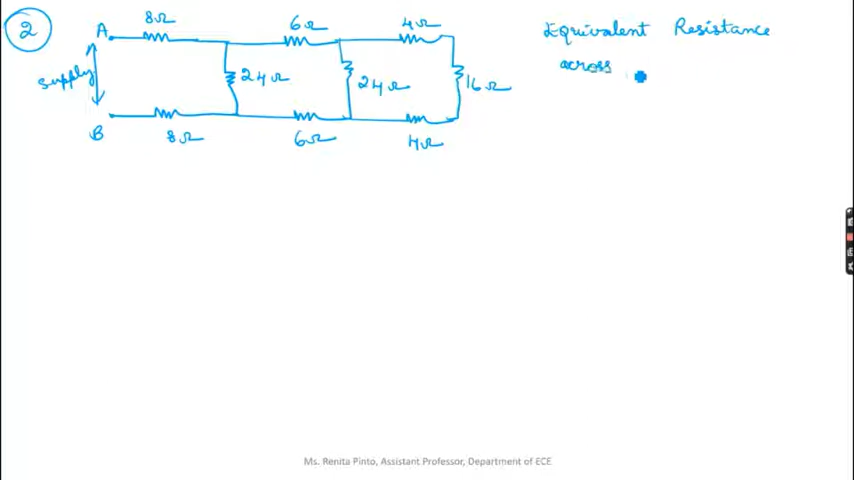 2
A
8Ω
6Ω
4Ω
Equivalent Resistance
across
supply
24Ω
24Ω
16Ω
B
8Ω
6Ω
4Ω
Ms. Renita Pinto, Assistant Professor, Department of ECE